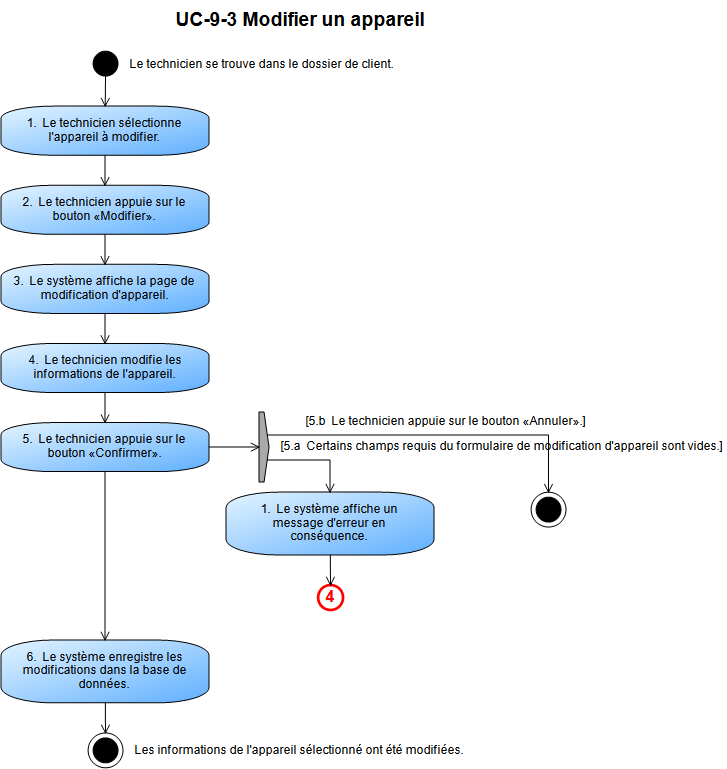 UC-9-3 Modifier un appareil
Le technicien se trouve dans le dossier de client.
1. Le technicien sélectionne
l'appareil à modifier.
2. Le technicien appuie sur le
bouton «Modifier».
3. Le système affiche la page de
modification d'appareil.
4. Le technicien modifie les
informations de l'appareil.
5. Le technicien appuie sur le
bouton «Confirmer».
[5.b Le technicien appuie sur le bouton «Annuler».]
[5.a Certains champs requis du formulaire de modification d'appareil sont vides.]
1. Le système affiche un
message d'erreur en
conséquence.
4
6. Le système enregistre les
modifications dans la base de
données.
Les informations de l'appareil sélectionné ont été modifiées.